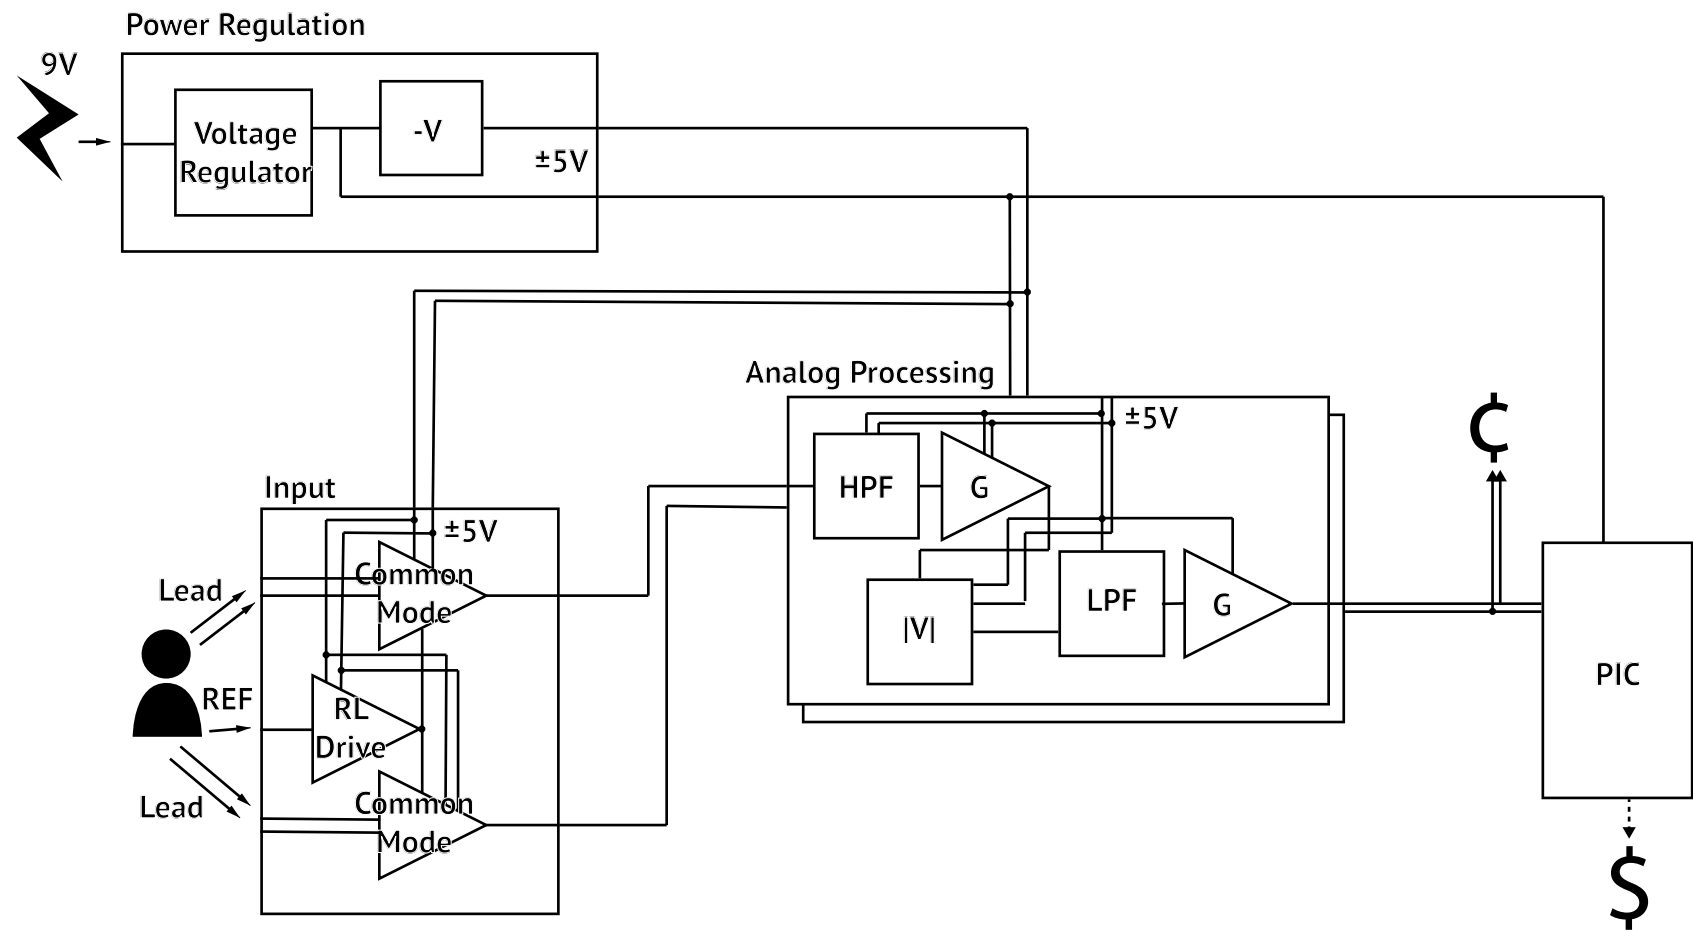 Power Regulation
9V
Voltage
Regulator
-V
±5V
Analog Processing
±5V
HPF
G
|V|
LPF
G
¢
Input
±5V
Common
Mode
Lead
REF
RL
Drive
Lead
Common
Mode
PIC
$